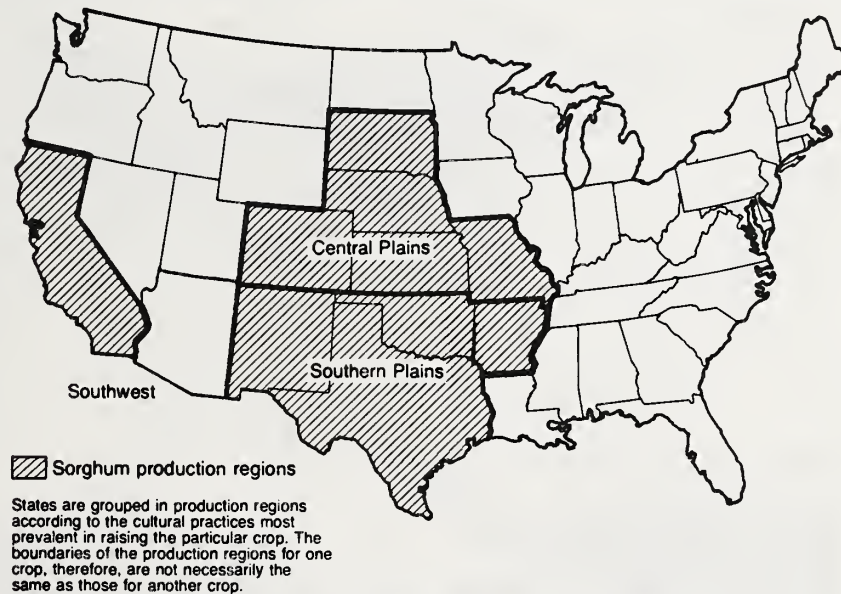 Central Plains
Southern Plains
Southwest
Sorghum production regions
States are grouped in production regions
according to the cultural practices most
prevalent in raising the particular crop. The
boundaries of the production regions for one
crop, therefore, are not necessarily the
same as those for another crop.